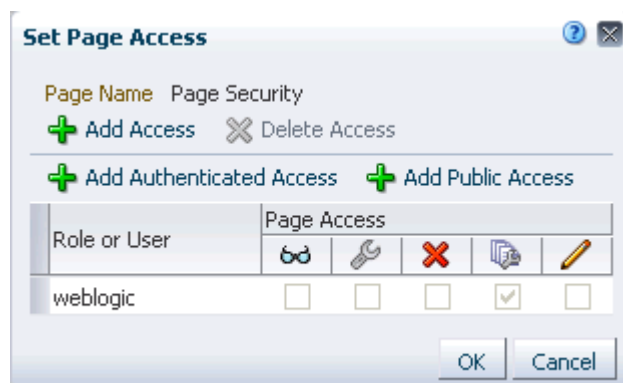 Set Page Access
Page Name Page Security
Add Access Delete Access
Add Authenticated Access Add Public Access
Role or User
Page Access
weblogic
OK Cancel